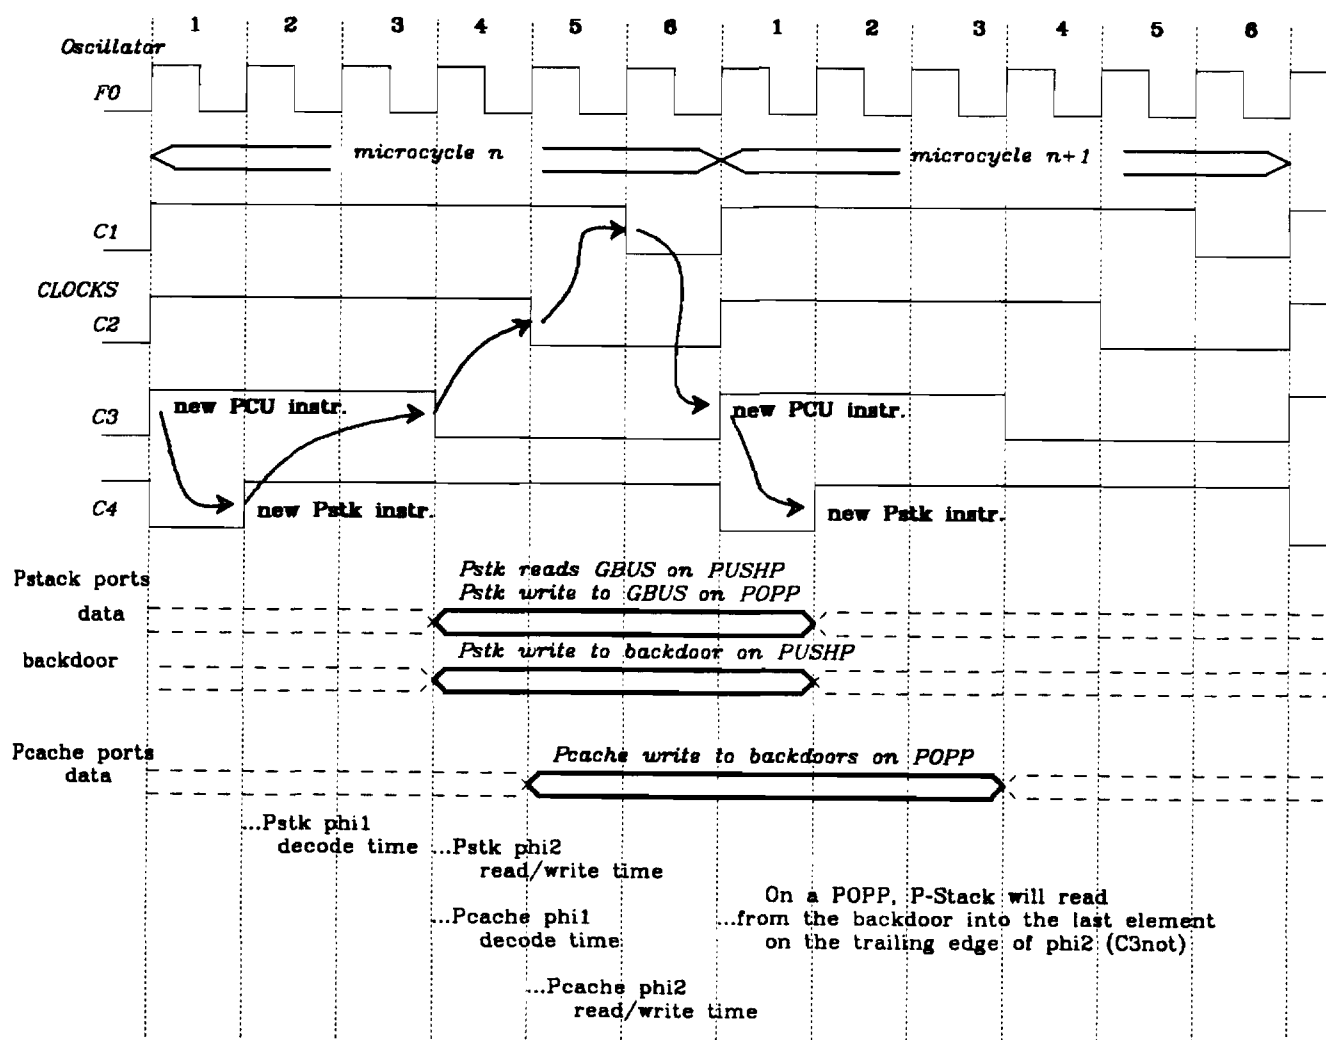 1 2 3 4 5 6 1 2 3 4 5 6
Oscillator
F0
microcycle n
microcycle n+1
C1
CLOCKS
C2
new PCU instr.
new PCU instr.
C3
C4
new Pstk instr.
new Pstk instr.
Pstack ports
data
Pstk reads GBUS on PUSHP
Pstk write to GBUS on POPP
backdoor
Pstk write to backdoor on PUSHP
Pcache ports
data
Pcache write to backdoors on POPP
...Pstk phi1
decode time
...Pstk phi2
read/write time
...Pcache phi1
decode time
On a POPP, P-Stack will read
...from the backdoor into the last element
on the trailing edge of phi2 (C3not)
...Pcache phi2
read/write time